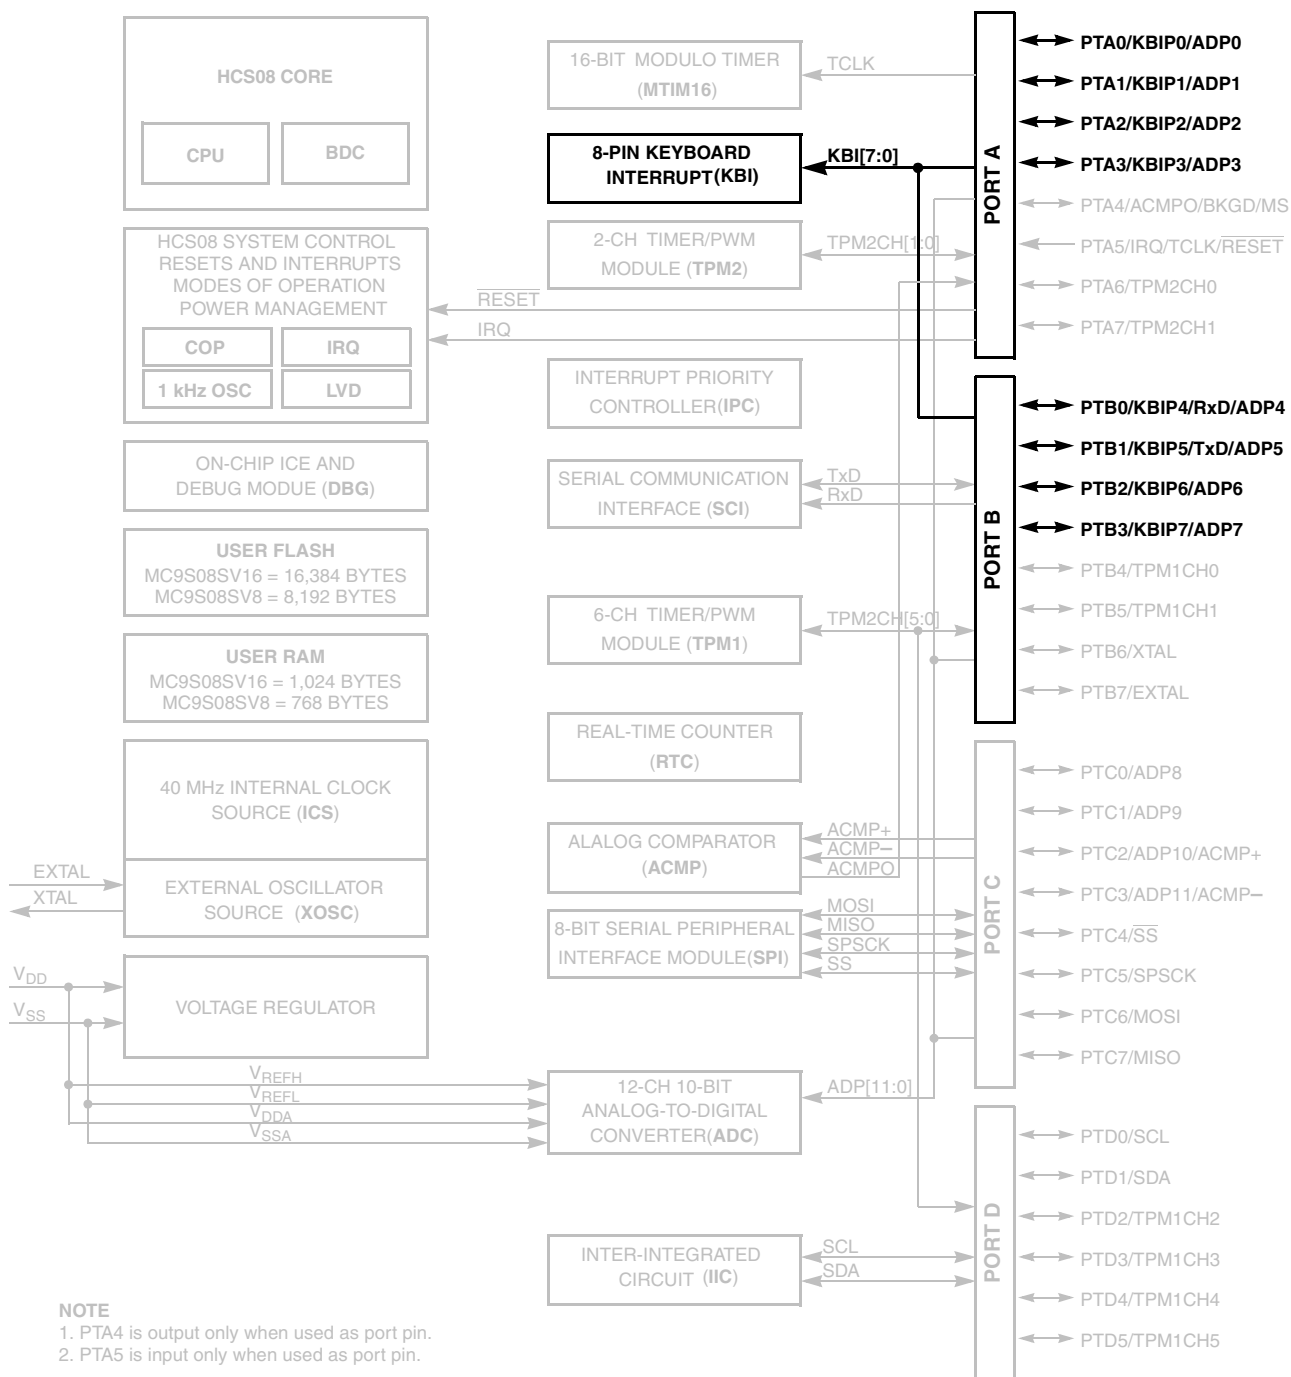 HCS08 CORE
CPU
BDC
HCS08 SYSTEM CONTROL
RESETS AND INTERRUPTS
MODES OF OPERATION
POWER MANAGEMENT
COP
IRQ
1 kHz OSC
LVD
ON-CHIP ICE AND
DEBUG MODUE (DBG)
USER FLASH
MC9S08SV16 = 16,384 BYTES
MC9S08SV8 = 8,192 BYTES
USER RAM
MC9S08SV16 = 1,024 BYTES
MC9S08SV8 = 768 BYTES
40 MHz INTERNAL CLOCK
SOURCE (ICS)
EXTERNAL OSCILLATOR
SOURCE (XOSC)
EXTAL
XTAL
VOLTAGE REGULATOR
VDD
VSS
VREFH
VREFL
VDDA
VSSA
16-BIT MODULO TIMER
(MTIM16)
TCLK
8-PIN KEYBOARD
INTERRUPT(KBI)
KBI[7:0]
2-CH TIMER/PWM
MODULE (TPM2)
TPM2CH[1:0]
RESET
IRQ
INTERRUPT PRIORITY
CONTROLLER(IPC)
SERIAL COMMUNICATION
INTERFACE (SCI)
TxD
RxD
6-CH TIMER/PWM
MODULE (TPM1)
TPM2CH[5:0]
REAL-TIME COUNTER
(RTC)
ALALOG COMPARATOR
(ACMP)
ACMP+
ACMP–
ACMPO
8-BIT SERIAL PERIPHERAL
INTERFACE MODULE(SPI)
MOSI
MISO
SPSCK
SS
12-CH 10-BIT
ANALOG-TO-DIGITAL
CONVERTER(ADC)
ADP[11:0]
INTER-INTEGRATED
CIRCUIT (IIC)
SCL
SDA
PORT A
PTA0/KBIP0/ADP0
PTA1/KBIP1/ADP1
PTA2/KBIP2/ADP2
PTA3/KBIP3/ADP3
PTA4/ACMPO/BKGD/MS
PTA5/IRQ/TCLK/RESET
PTA6/TPM2CH0
PTA7/TPM2CH1
PORT B
PTB0/KBIP4/RxD/ADP4
PTB1/KBIP5/TxD/ADP5
PTB2/KBIP6/ADP6
PTB3/KBIP7/ADP7
PTB4/TPM1CH0
PTB5/TPM1CH1
PTB6/XTAL
PTB7/EXTAL
PORT C
PTC0/ADP8
PTC1/ADP9
PTC2/ADP10/ACMP+
PTC3/ADP11/ACMP–
PTC4/SS
PTC5/SPSCK
PTC6/MOSI
PTC7/MISO
PORT D
PTD0/SCL
PTD1/SDA
PTD2/TPM1CH2
PTD3/TPM1CH3
PTD4/TPM1CH4
PTD5/TPM1CH5
NOTE
1. PTA4 is output only when used as port pin.
2. PTA5 is input only when used as port pin.